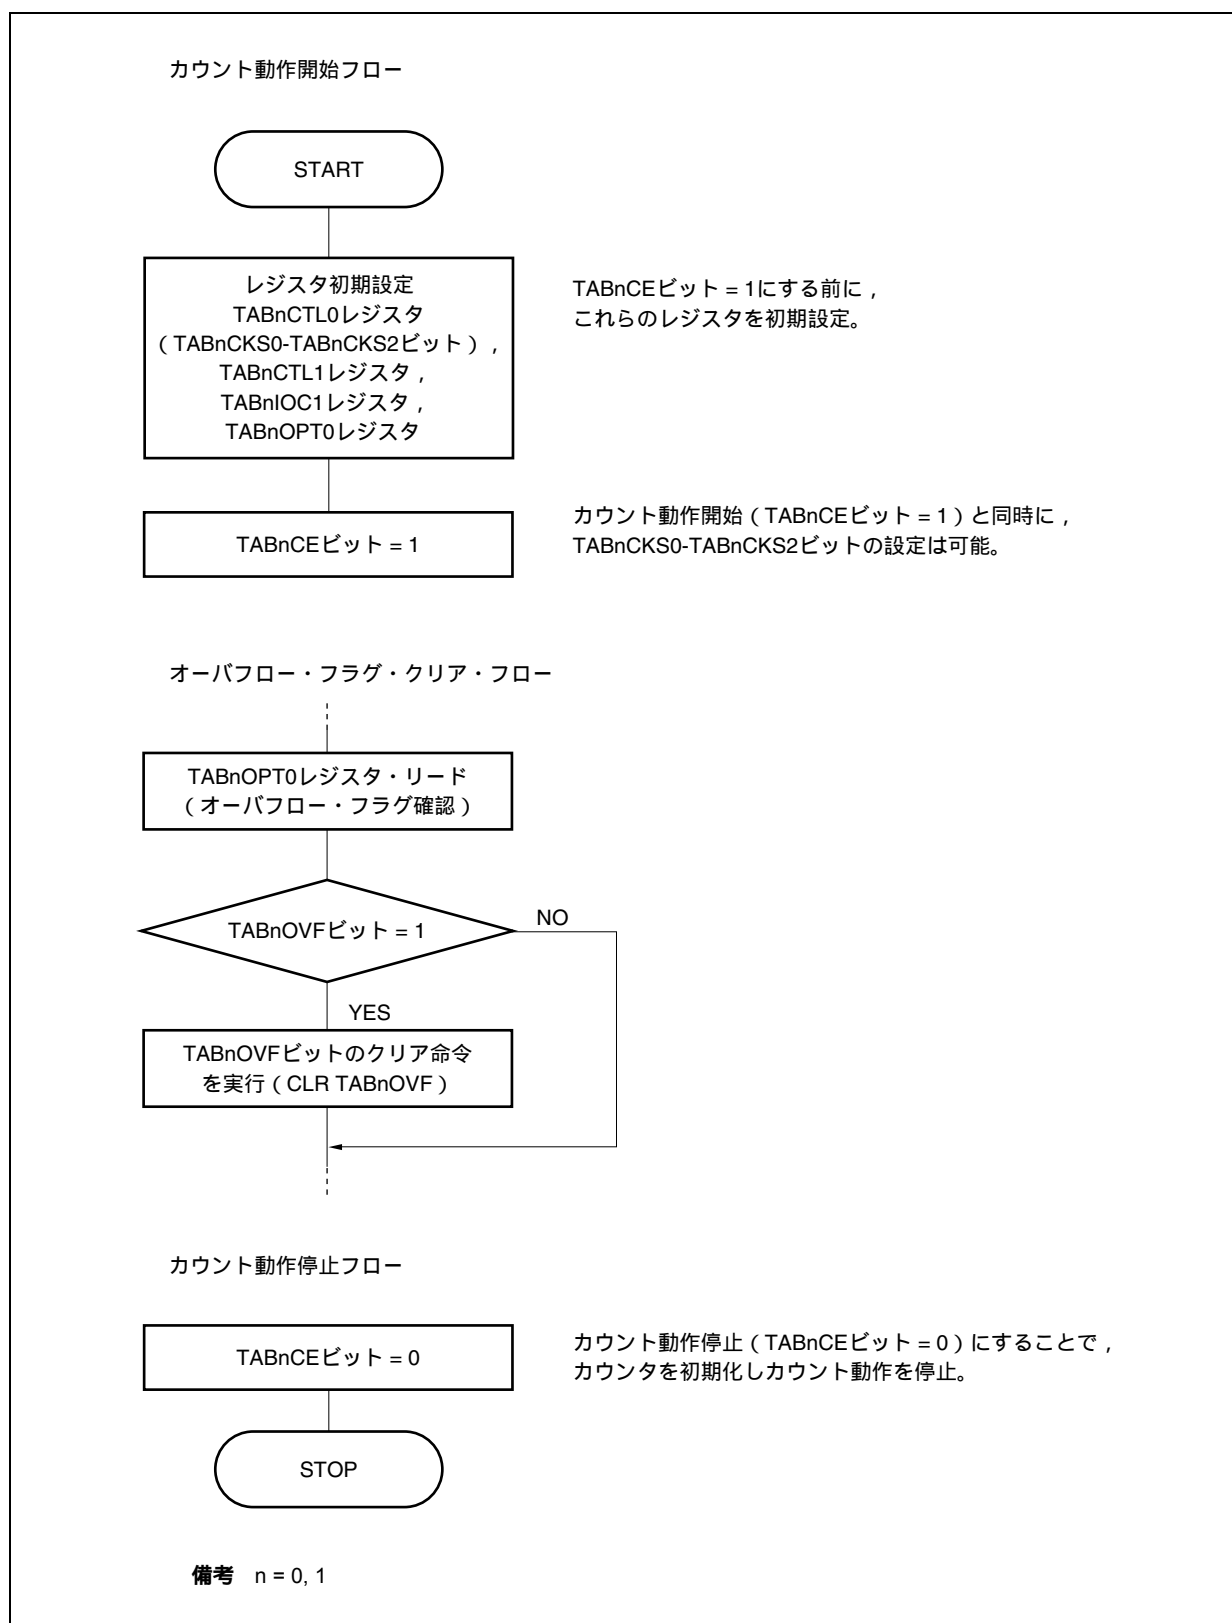 カウント動作開始フロー
START
レジスタ初期設定
TABnCTL0レジスタ
（TABnCKS0-TABnCKS2ビット），
TABnCTL1レジスタ，
TABnIOC1レジスタ，
TABnOPT0レジスタ
TABnCEビット = 1にする前に，
これらのレジスタを初期設定。
TABnCEビット = 1
カウント動作開始（TABnCEビット = 1）と同時に，
TABnCKS0-TABnCKS2ビットの設定は可能。
オーバフロー・フラグ・クリア・フロー
TABnOPT0レジスタ・リード
（オーバフロー・フラグ確認）
TABnOVFビット = 1
NO
YES
TABnOVFビットのクリア命令
を実行（CLR TABnOVF）
カウント動作停止フロー
TABnCEビット = 0
カウント動作停止（TABnCEビット = 0）にすることで，
カウンタを初期化しカウント動作を停止。
STOP
備考 n = 0, 1